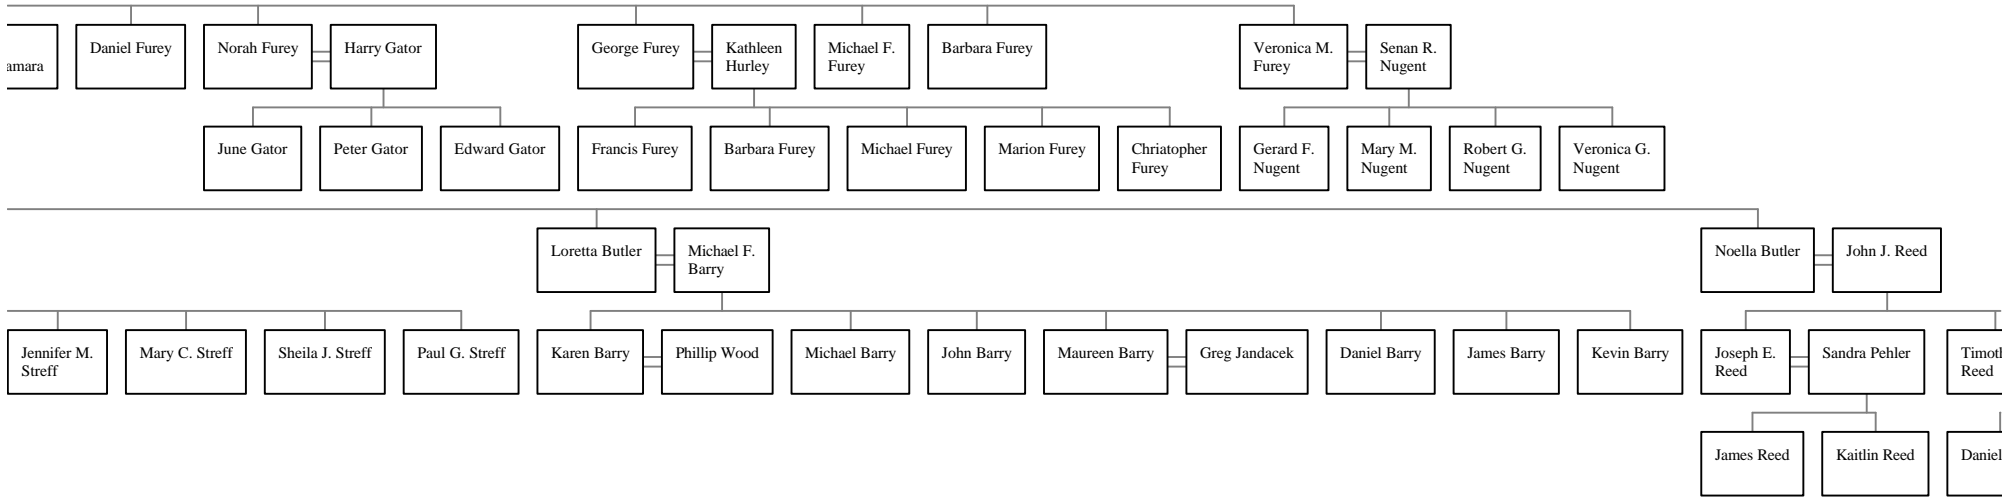 amara
Daniel Furey
Norah Furey
Harry Gator
George Furey
Kathleen
Hurley
Michael F.
Furey
Barbara Furey
Veronica M.
Furey
Senan R.
Nugent
June Gator
Peter Gator
Edward Gator
Francis Furey
Barbara Furey
Michael Furey
Marion Furey
Chriatopher
Furey
Gerard F.
Nugent
Mary M.
Nugent
Robert G.
Nugent
Veronica G.
Nugent
Loretta Butler
Michael F.
Barry
Noella Butler
John J. Reed
Jennifer M.
Streff
Mary C. Streff
Sheila J. Streff
Paul G. Streff
Karen Barry
Phillip Wood
Michael Barry
John Barry
Maureen Barry
Greg Jandacek
Daniel Barry
James Barry
Kevin Barry
Joseph E.
Reed
Sandra Pehler
Timoth
Reed
James Reed
Kaitlin Reed
Daniel